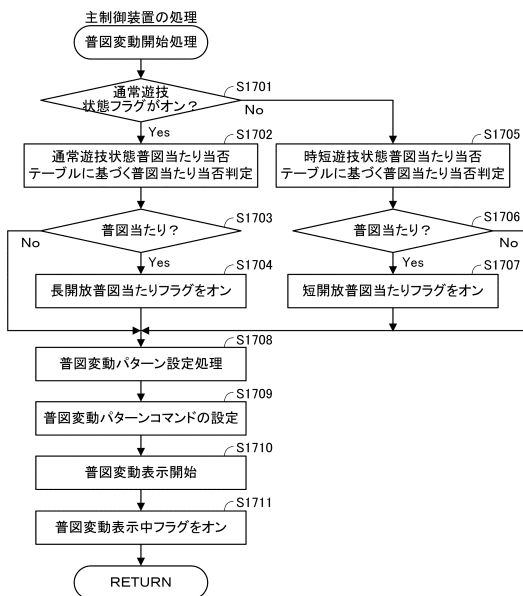 主制御装置の処理
普図変動開始処理
S1701
通常遊技
状態フラグがオン？
No
Yes
S1702
通常遊技状態普図当たり当否
テーブルに基づく普図当たり当否判定
S1705
時短遊技状態普図当たり当否
テーブルに基づく普図当たり当否判定
S1703
普図当たり？
No
Yes
S1704
長開放普図当たりフラグをオン
S1706
普図当たり？
No
Yes
S1707
短開放普図当たりフラグをオン
S1708
普図変動パターン設定処理
S1709
普図変動パターンコマンドの設定
S1710
普図変動表示開始
S1711
普図変動表示中フラグをオン
RETURN